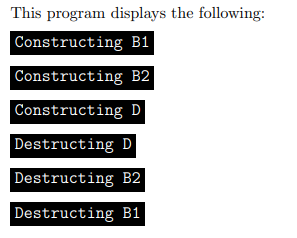 This program displays the following:
Constructing B1
Constructing B2
Constructing D
Destructing D
Destructing B2
Destructing B1